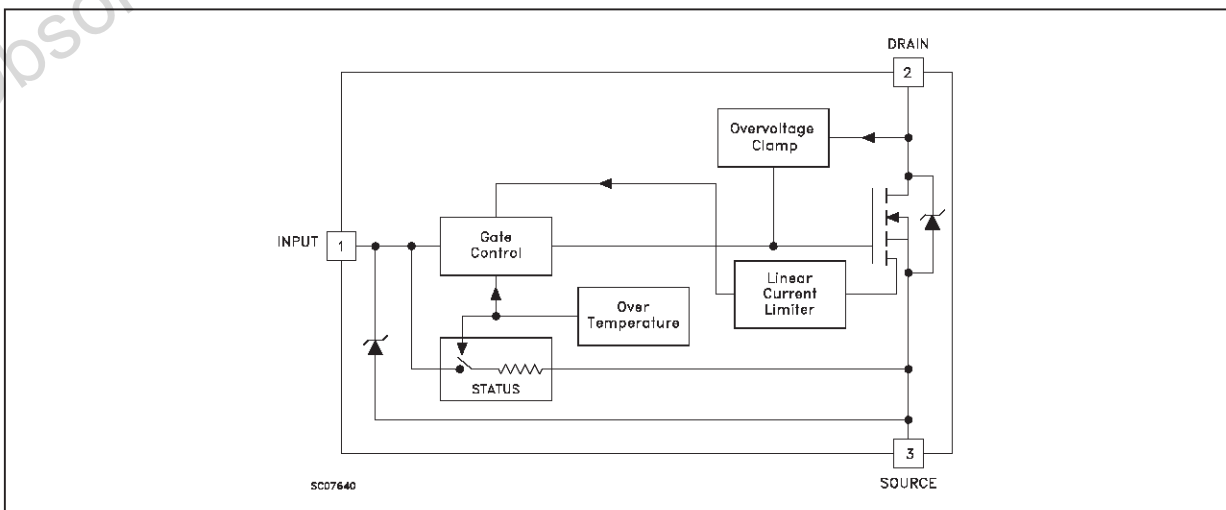 DRAIN
2
Overvoltage
Clamp
INPUT
1
Gate
Control
Linear
Current
Limiter
Over
Temperature
STATUS
3
SOURCE
SC07640